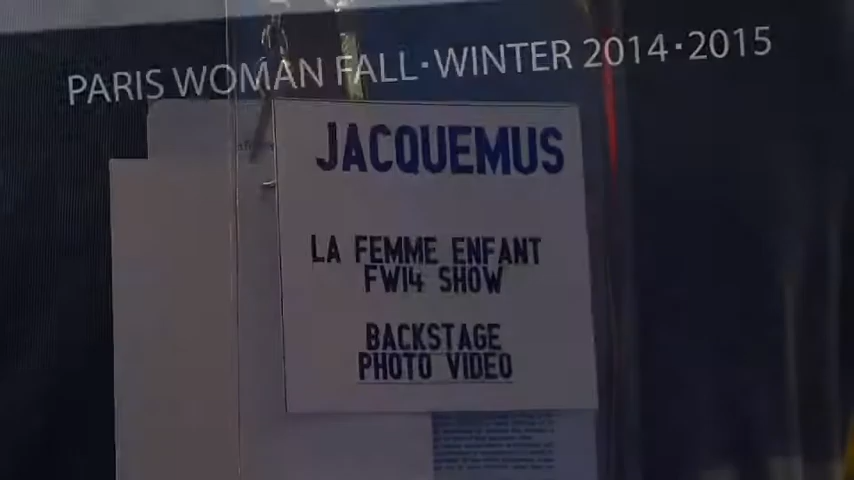 PARIS WOMAN FALL·WINTER 2014·2015
JACQUEMUS
LA FEMME ENFANT
FW14 SHOW
BACKSTAGE
PHOTO VIDEO